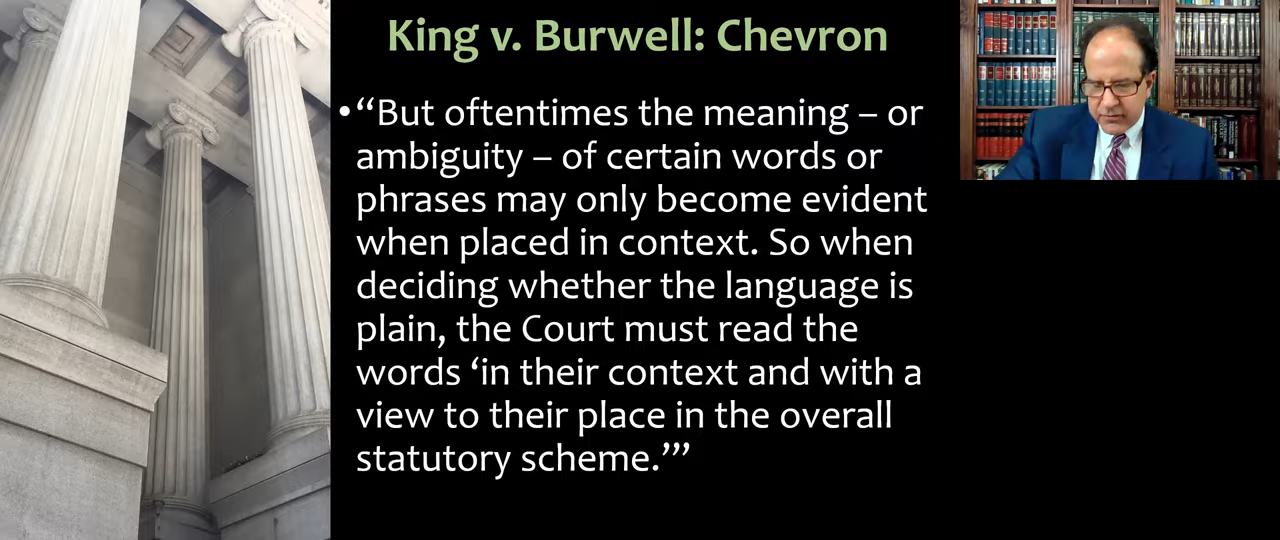 King v. Burwell: Chevron
•“But oftentimes the meaning – or
ambiguity – of certain words or
phrases may only become evident
when placed in context. So when
deciding whether the language is
plain, the Court must read the
words ‘in their context and with a
view to their place in the overall
statutory scheme.’”